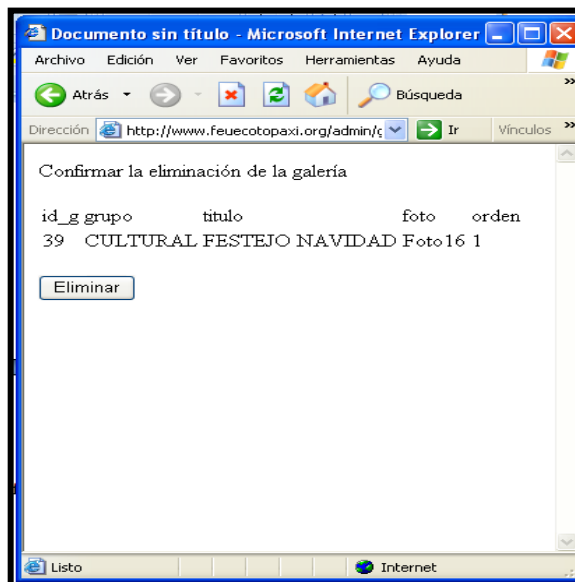 Documento sin título - Microsoft Internet Explorer
Archivo Edición Ver Favoritos Herramientas Ayuda
Atrás Búsqueda »
Dirección http://www.feuecotopaxi.org/admin/g Ir Vínculos »
Confirmar la eliminación de la galería
id_g grupo titulo foto orden
39 CULTURAL FESTEJO NAVIDAD Foto16 1
Eliminar
Listo Internet